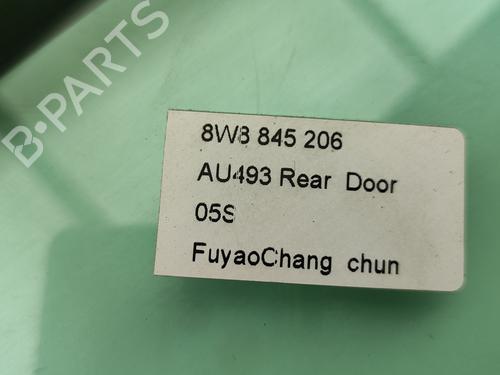 8W8 845 206
AU493 Rear Door
05S
FuyaoChang chun
B-PARTS